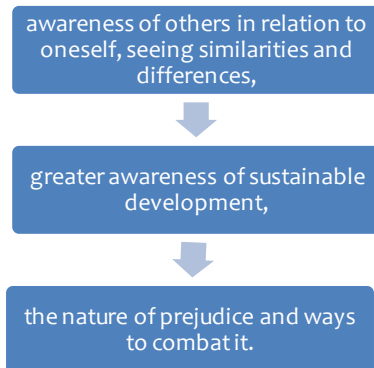 awareness of others in relation to
oneself, seeing similarities and
differences,
greater awareness of sustainable
development,
the nature of prejudice and ways
to combat it.